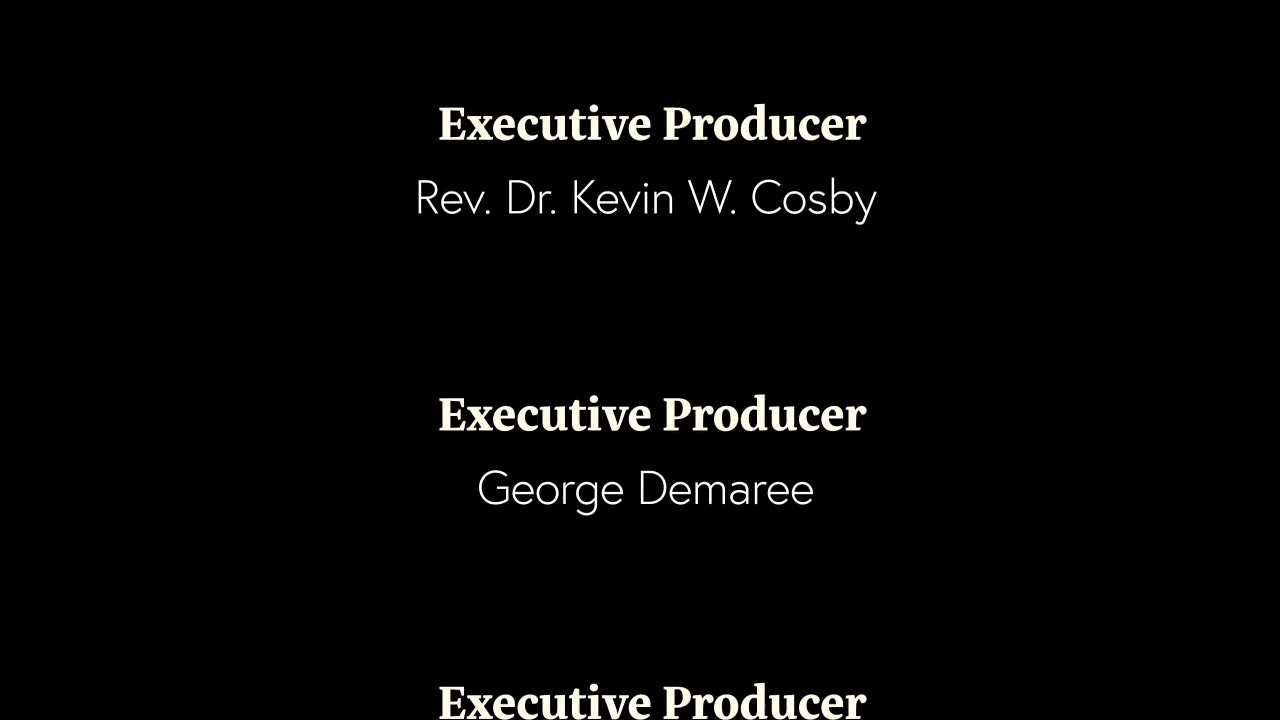 Executive Producer
Rev. Dr. Kevin W. Cosby
Executive Producer
George Demaree
Executive Producer